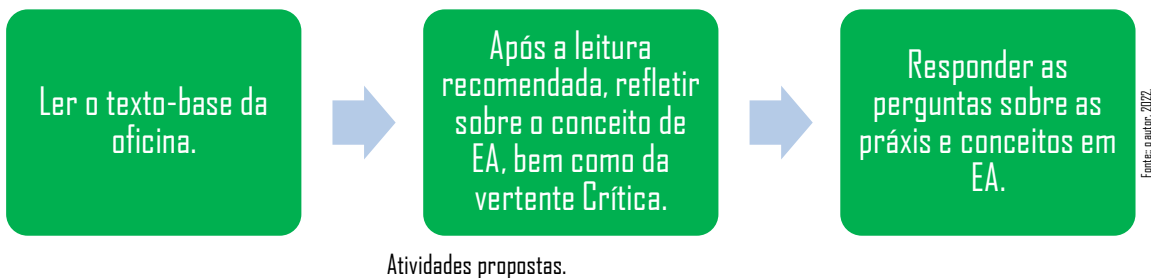 Ler o texto-base da
oficina.
Após a leitura
recomendada, refletir
sobre o conceito de
EA, bem como da
vertente Crítica.
Responder as
perguntas sobre as
práxis e conceitos em
EA.
Fonte:: o autor, 2022.
Atividades propostas.